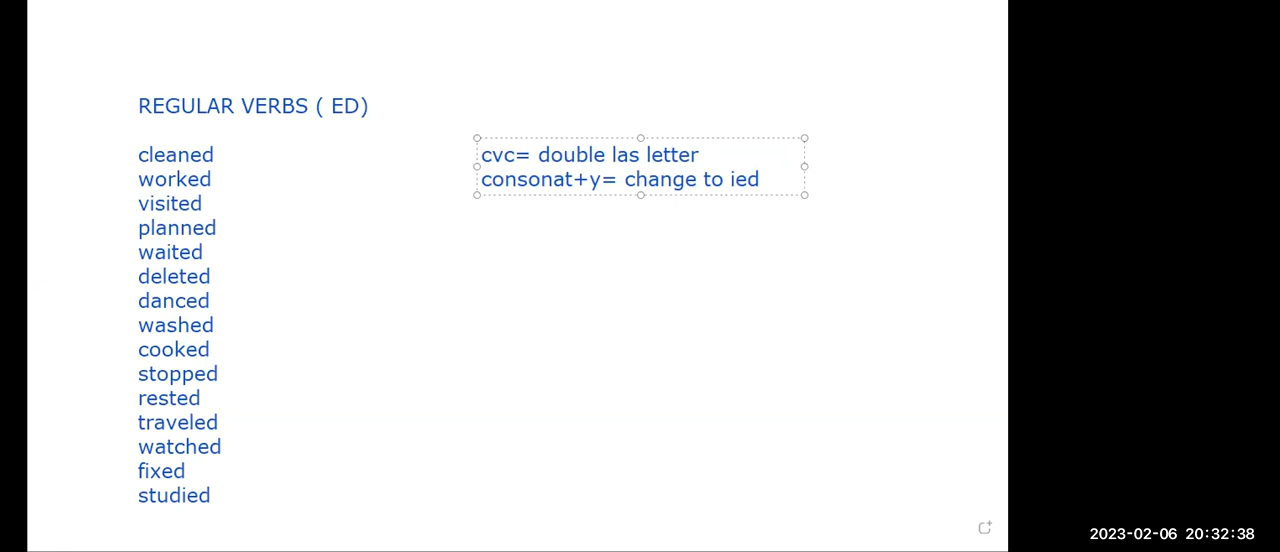 REGULAR VERBS ( ED)
cleaned
worked
visited
planned
waited
deleted
danced
washed
cooked
stopped
rested
traveled
watched
fixed
studied
cvc= double las letter
consonat+y= change to ied
2023-02-06 20:32:38